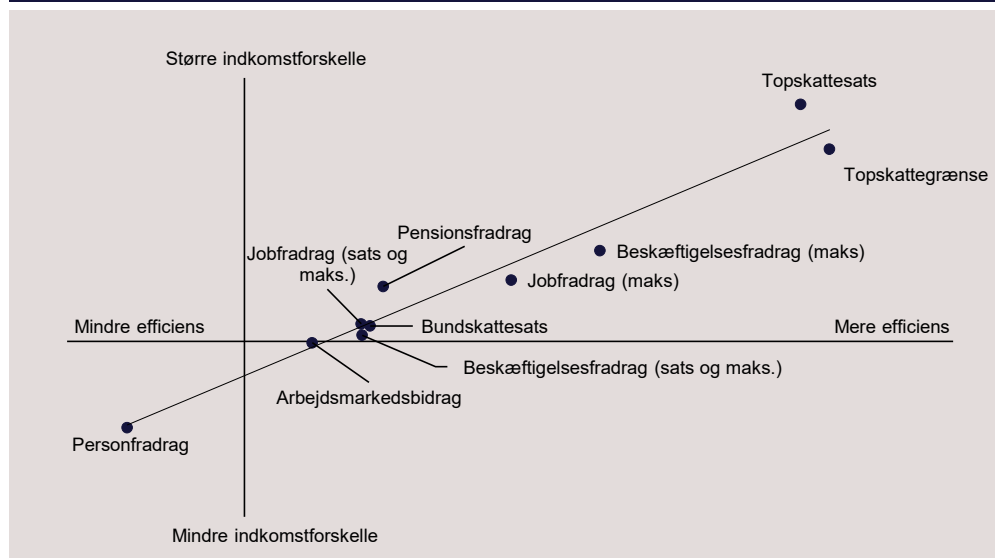 Større indkomstforskelle
Topskattesats
Topskattegrænse
Pensionsfradrag
Jobfradrag (sats og
maks.)
Beskæftigelsesfradrag (maks)
Jobfradrag (maks)
Mindre efficiens
Bundskattesats
Mere efficiens
Beskæftigelsesfradrag (sats og maks.)
Arbejdsmarkedsbidrag
Personfradrag
Mindre indkomstforskelle